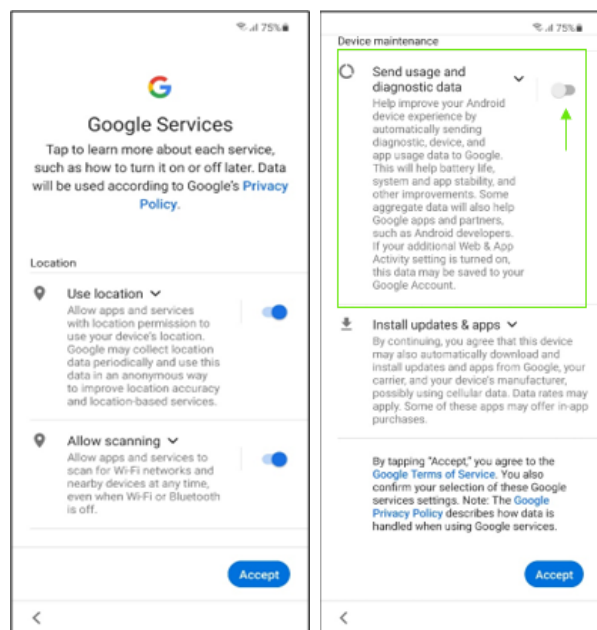 75%
Google Services
Tap to learn more about each service,
such as how to turn it on or off later. Data
will be used according to Google's Privacy
Policy.
Location
Use location
Allow apps and services
with location permission to
use your device's location.
Google may collect location
data periodically and use this
data in an anonymous way
to improve location accuracy
and location-based services.
Allow scanning
Allow apps and services to
scan for Wi-Fi networks and
nearby devices at any time,
even when Wi-Fi or Bluetooth
is off.
Accept
75%
Device maintenance
Send usage and
diagnostic data
Help improve your Android
device experience by
automatically sending
diagnostic, device, and
app usage data to Google.
This will help battery life,
system and app stability, and
other improvements. Some
aggregate data will also help
Google apps and partners,
such as Android developers.
If your additional Web & App
Activity setting is turned on,
this data may be saved to your
Google Account.
Install updates & apps
By continuing, you agree that this device
may also automatically download and
install updates and apps from Google, your
carrier, and your device's manufacturer,
possibly using cellular data. Data rates may
apply. Some of these apps may offer in-app
purchases.
By tapping "Accept," you agree to the
Google Terms of Service. You also
confirm your selection of these Google
services settings. Note: The Google
Privacy Policy describes how data is
handled when using Google services.
Accept